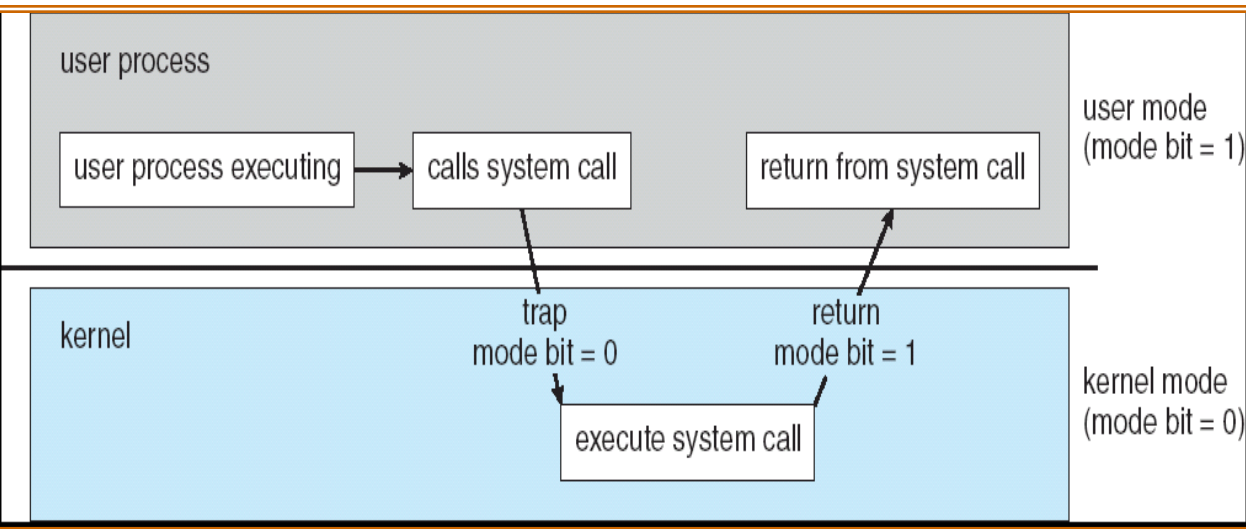 user process
user process executing
calls system call
return from system call
user mode
(mode bit = 1)
kernel
trap
mode bit = 0
return
mode bit = 1
execute system call
kernel mode
(mode bit = 0)